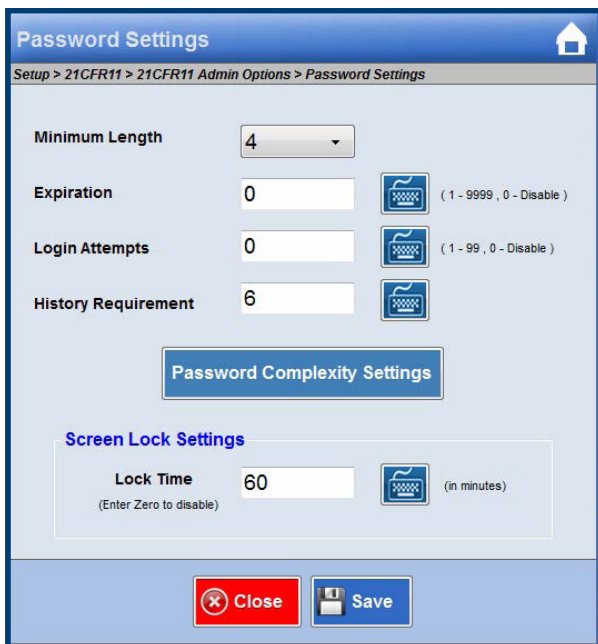 Password Settings
Setup > 21CFR11 > 21CFR11 Admin Options > Password Settings
Minimum Length 4
Expiration 0 ( 1 - 9999 , 0 - Disable )
Login Attempts 0 ( 1 - 99 , 0 - Disable )
History Requirement 6
Password Complexity Settings
Screen Lock Settings
Lock Time 60 (in minutes)
(Enter Zero to disable)
Close Save